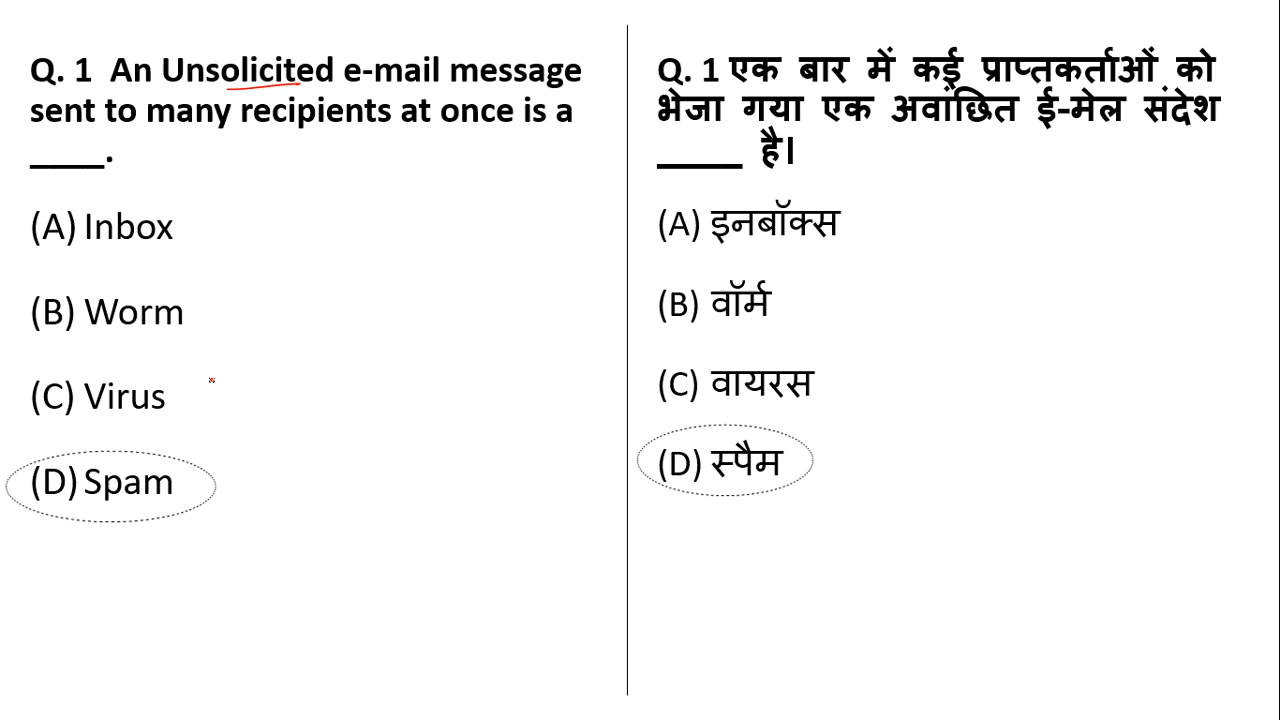 Q. 1 An Unsolicited e-mail message
sent to many recipients at once is a
____.
(A) Inbox
(B) Worm
(C) Virus
(D) Spam
Q. 1 एक बार में कई प्राप्तकर्ताओं को
भेजा गया एक अवांछित ई-मेल संदेश
_____ है।
(A) इनबॉक्स
(B) वॉर्म
(C) वायरस
(D) स्पैम